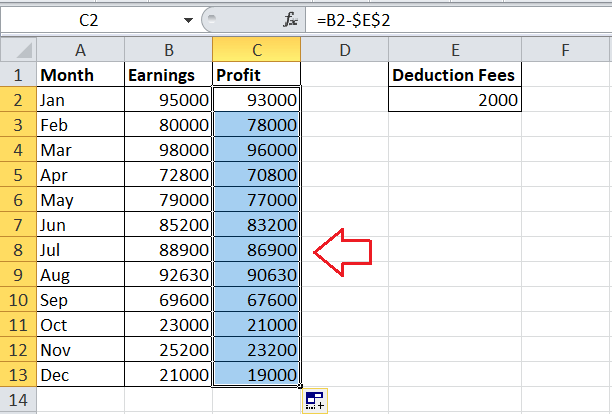 C2 fx =B2-$E$2
A B C D E F
1 Month Earnings Profit Deduction Fees
2 Jan 95000 93000 2000
3 Feb 80000 78000
4 Mar 98000 96000
5 Apr 72800 70800
6 May 79000 77000
7 Jun 85200 83200
8 Jul 88900 86900
9 Aug 92630 90630
10 Sep 69600 67600
11 Oct 23000 21000
12 Nov 25200 23200
13 Dec 21000 19000
14